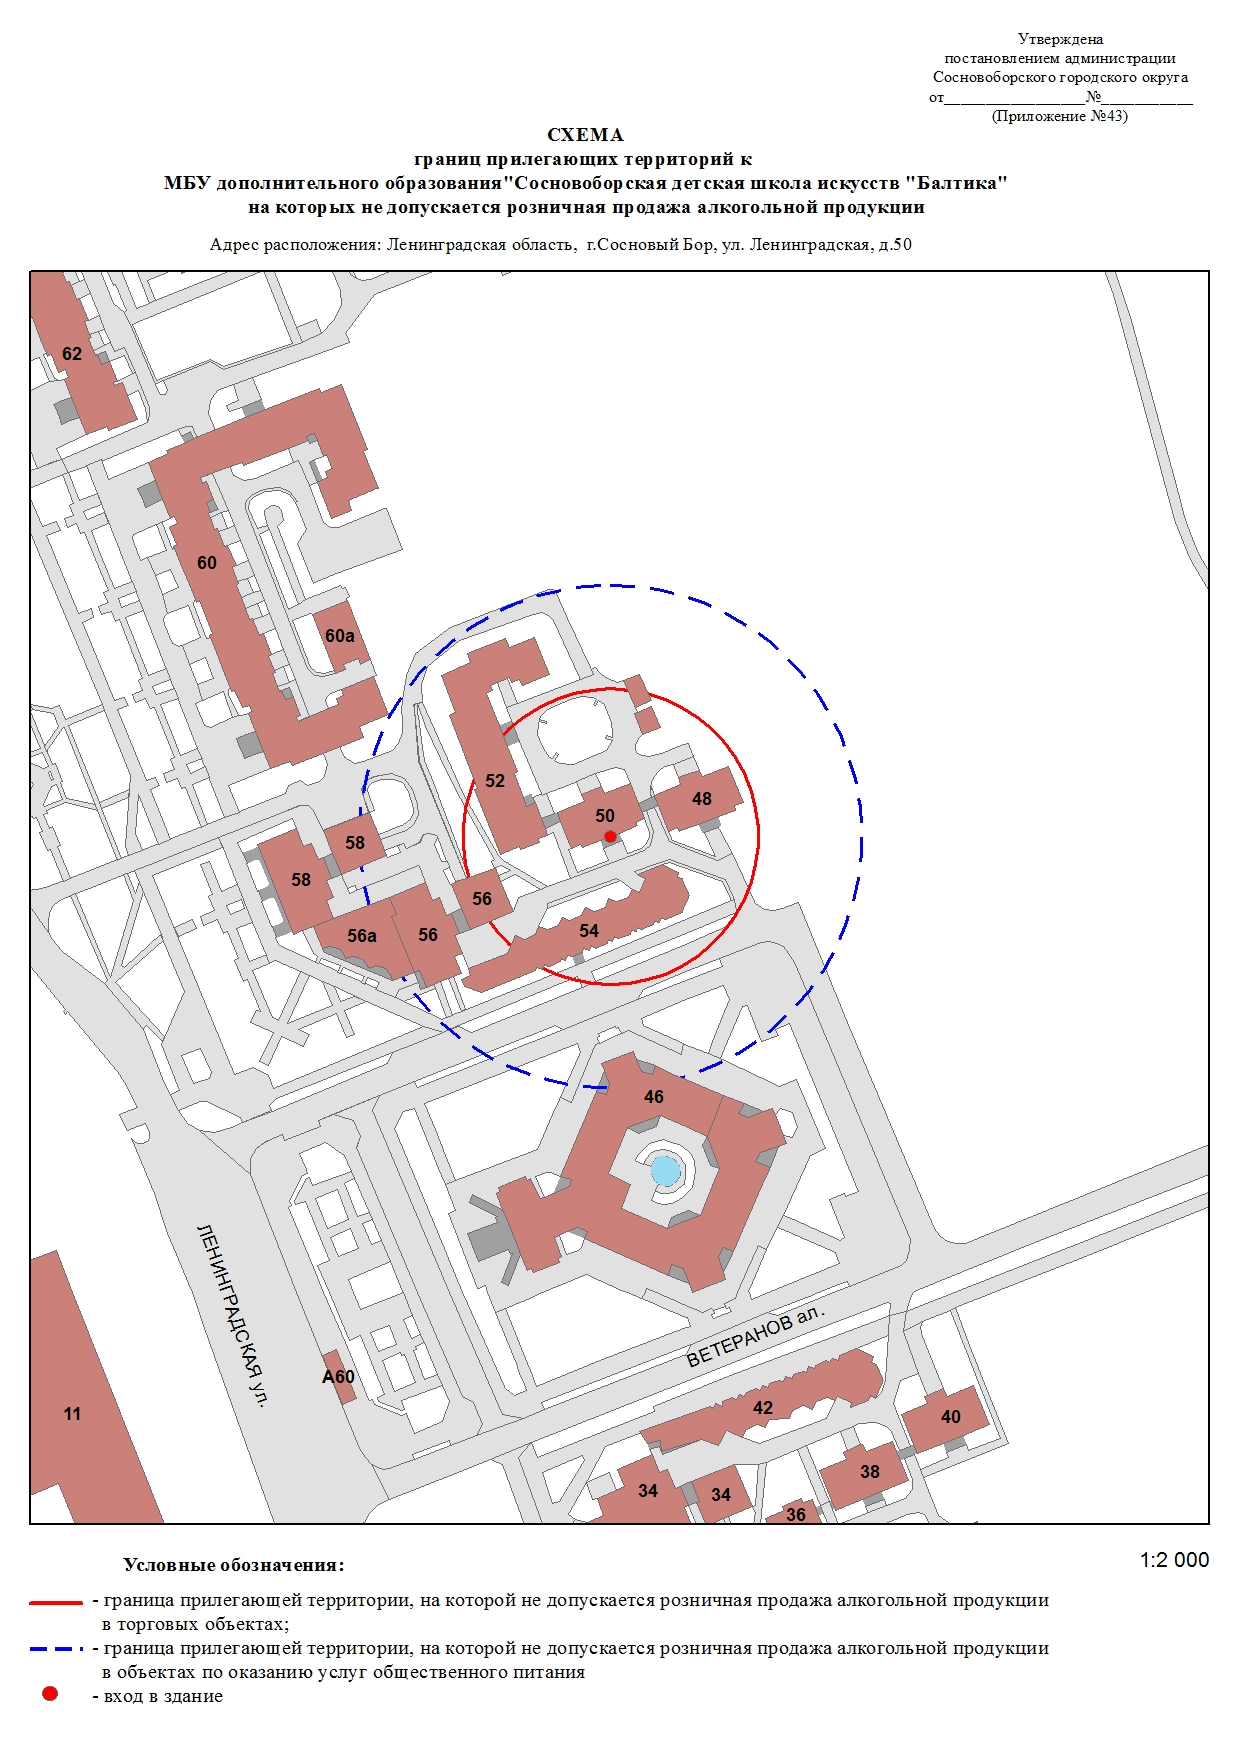 Утверждена
постановлением администрации
Сосновоборского городского округа
от_________________№___________
(Приложение №43)
СХЕМА
границ прилегающих территорий к
МБУ дополнительного образования"Сосновоборская детская школа искусств "Балтика"
на которых не допускается розничная продажа алкогольной продукции
Адрес расположения: Ленинградская область, г.Сосновый Бор, ул. Ленинградская, д.50
62
60
60а
52
50
48
58
58
56
56а
56
54
46
ЛЕНИНГРАДСКАЯ ул.
ВЕТЕРАНОВ ал.
А60
11
42
40
38
34
34
36
1:2 000
Условные обозначения:
- граница прилегающей территории, на которой не допускается розничная продажа алкогольной продукции
в торговых объектах;
- граница прилегающей территории, на которой не допускается розничная продажа алкогольной продукции
в объектах по оказанию услуг общественного питания
- вход в здание